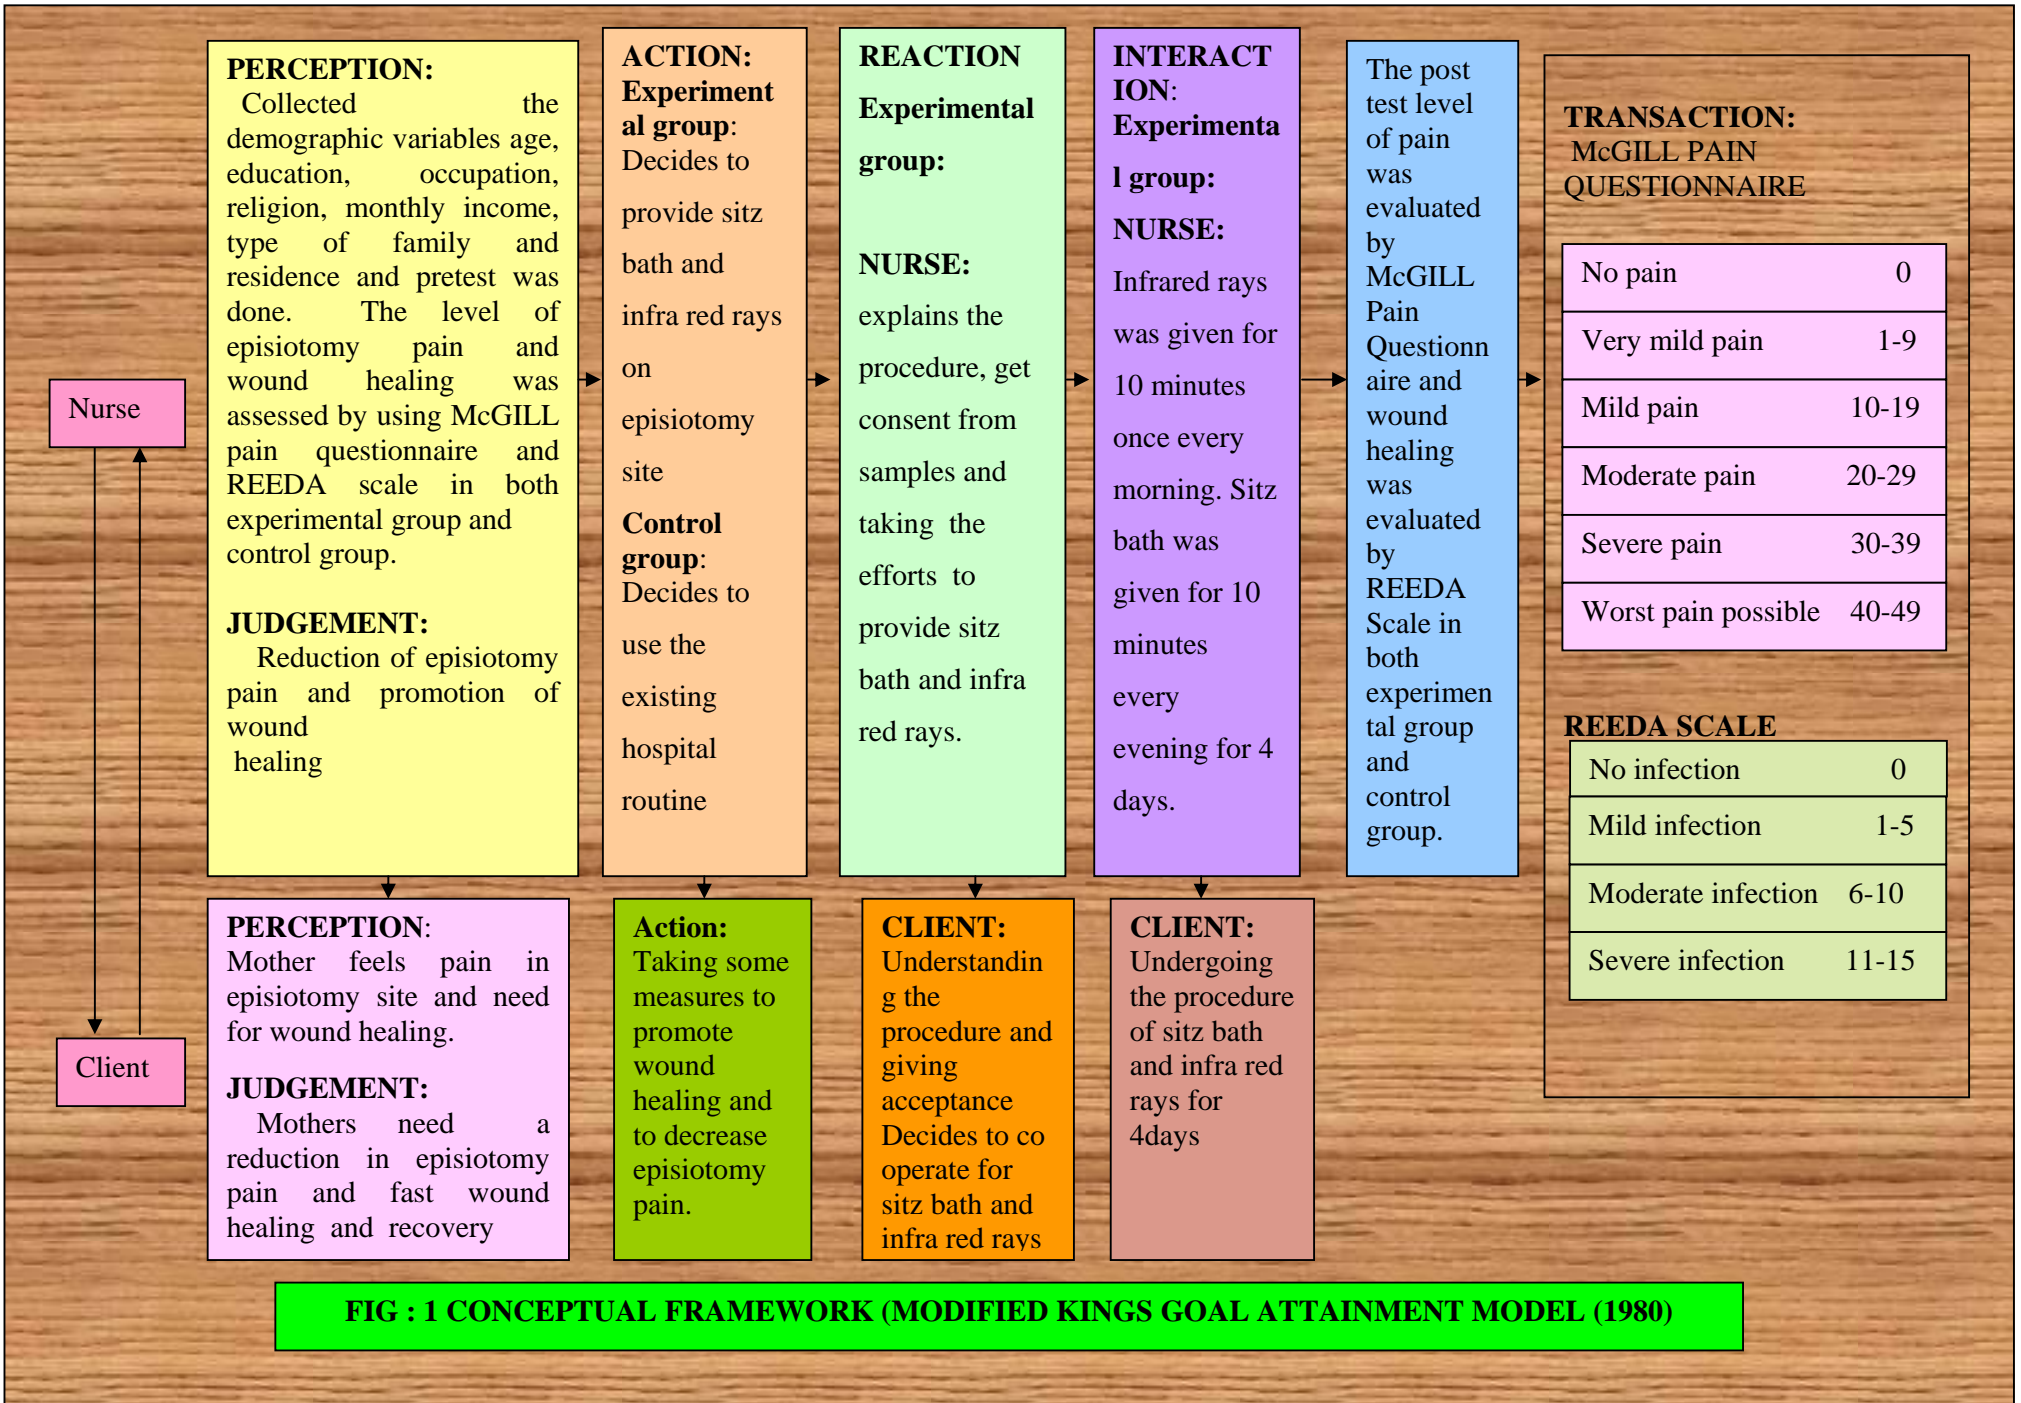 Nurse
Client
PERCEPTION:
Collected the
demographic variables age,
education, occupation,
religion, monthly income,
type of family and
residence and pretest was
done. The level of
episiotomy pain and
wound healing was
assessed by using McGILL
pain questionnaire and
REEDA scale in both
experimental group and
control group.
JUDGEMENT:
Reduction of episiotomy
pain and promotion of
wound
healing
PERCEPTION:
Mother feels pain in
episiotomy site and need
for wound healing.
JUDGEMENT:
Mothers need a
reduction in episiotomy
pain and fast wound
healing and recovery
ACTION:
Experiment
al group:
Decides to
provide sitz
bath and
infra red rays
on
episiotomy
site
Control
group:
Decides to
use the
existing
hospital
routine
Action:
Taking some
measures to
promote
wound
healing and
to decrease
episiotomy
pain.
REACTION
Experimental
group:
NURSE:
explains the
procedure, get
consent from
samples and
taking the
efforts to
provide sitz
bath and infra
red rays.
CLIENT:
Understandin
g the
procedure and
giving
acceptance
Decides to co
operate for
sitz bath and
infra red rays
INTERACT
ION:
Experimenta
l group:
NURSE:
Infrared rays
was given for
10 minutes
once every
morning. Sitz
bath was
given for 10
minutes
every
evening for 4
days.
CLIENT:
Undergoing
the procedure
of sitz bath
and infra red
rays for
4days
The post
test level
of pain
was
evaluated
by
McGILL
Pain
Questionn
aire and
wound
healing
was
evaluated
by
REEDA
Scale in
both
experimen
tal group
and
control
group.
TRANSACTION:
McGILL PAIN
QUESTIONNAIRE
No pain 0
Very mild pain 1-9
Mild pain 10-19
Moderate pain 20-29
Severe pain 30-39
Worst pain possible 40-49
REEDA SCALE
No infection 0
Mild infection 1-5
Moderate infection 6-10
Severe infection 11-15
FIG : 1 CONCEPTUAL FRAMEWORK (MODIFIED KINGS GOAL ATTAINMENT MODEL (1980)